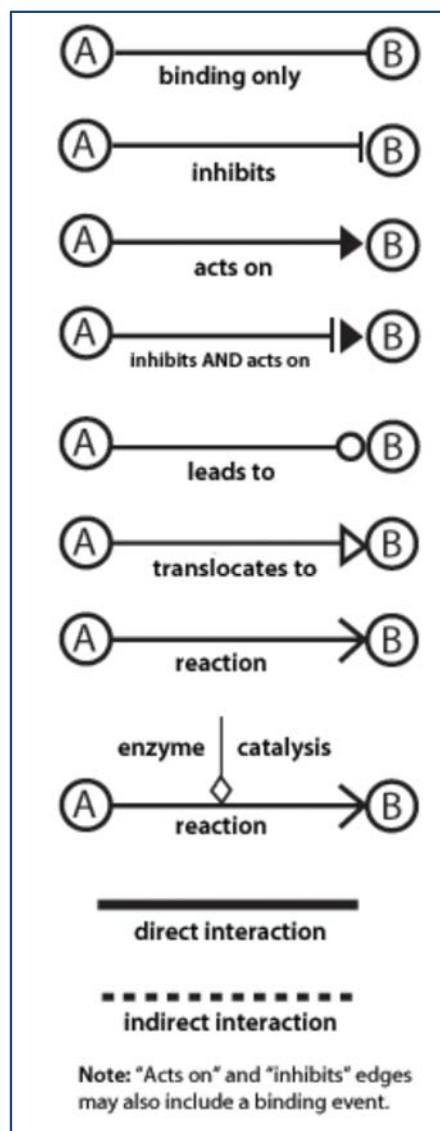 A B
binding only
A B
inhibits
A B
acts on
A B
inhibits AND acts on
A B
leads to
A B
translocates to
A B
reaction
enzyme catalysis
A B
reaction
direct interaction
indirect interaction
Note: "Acts on" and "inhibits" edges
may also include a binding event.